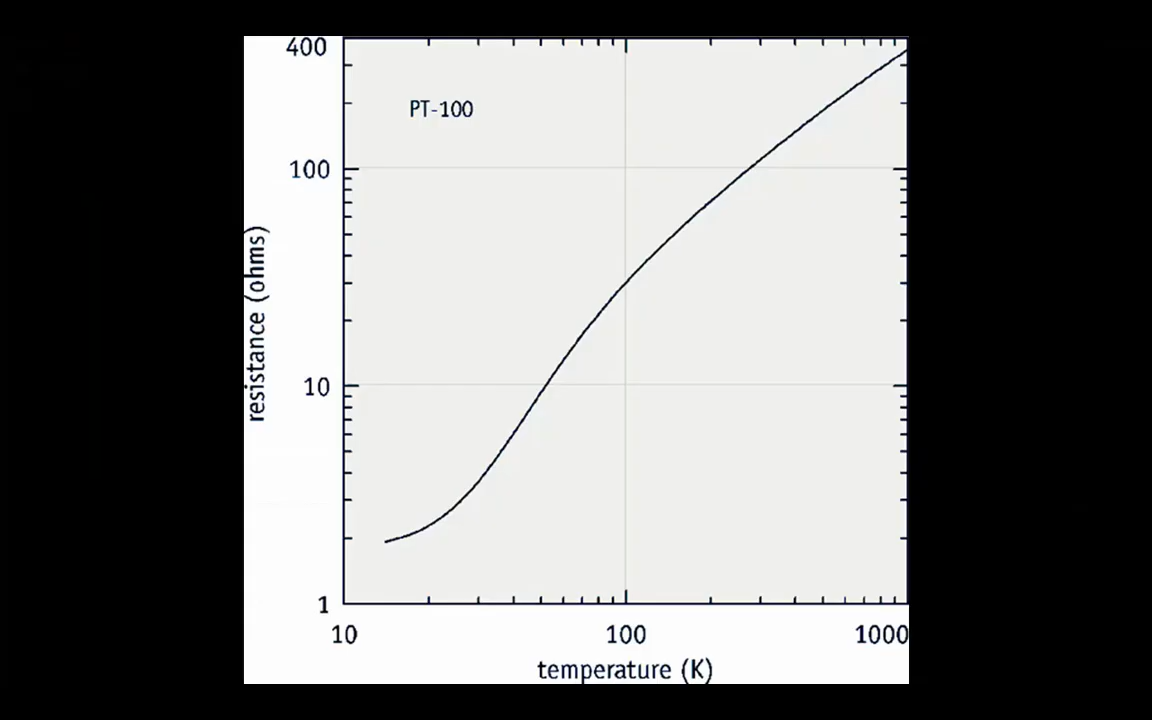 400
PT-100
100
resistance (ohms)
10
1
10 100 1000
temperature (K)